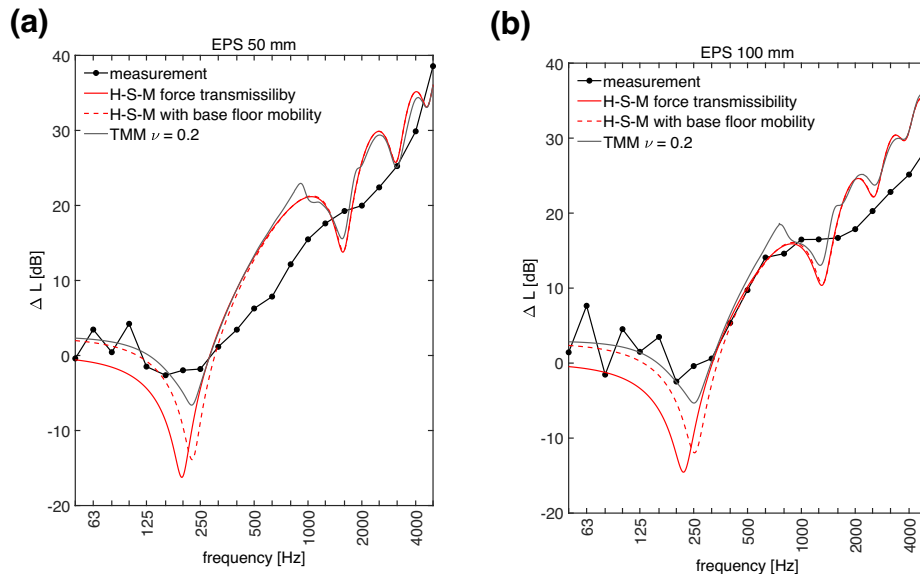 (a)
EPS 50 mm
40
30
20
10
0
-10
-20
Δ L [dB]
measurement
H-S-M force transmissiliby
H-S-M with base floor mobility
TMM ν = 0.2
63
125
250
500
1000
2000
4000
frequency [Hz]
(b)
EPS 100 mm
40
30
20
10
0
-10
-20
Δ L [dB]
measurement
H-S-M force transmissibility
H-S-M with base floor mobility
TMM ν = 0.2
63
125
250
500
1000
2000
4000
frequency [Hz]